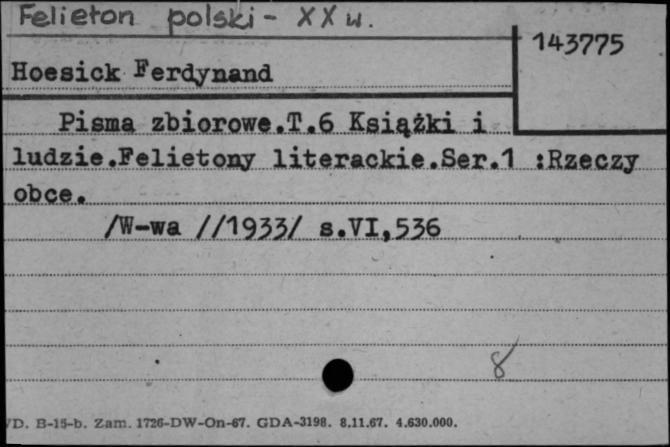 Felieton polski - XX w.
143775
Hoesick Ferdynand
Pisma zbiorowe.T.6 Książki i
ludzie.Felietony literackie.Ser.1 :Rzeczy
obce.
/W-wa //1933/ s.VI,536
8
D. B-15-b. Zam. 1726-DW-On-67. GDA-3198. 8.11.67. 4.630.000.